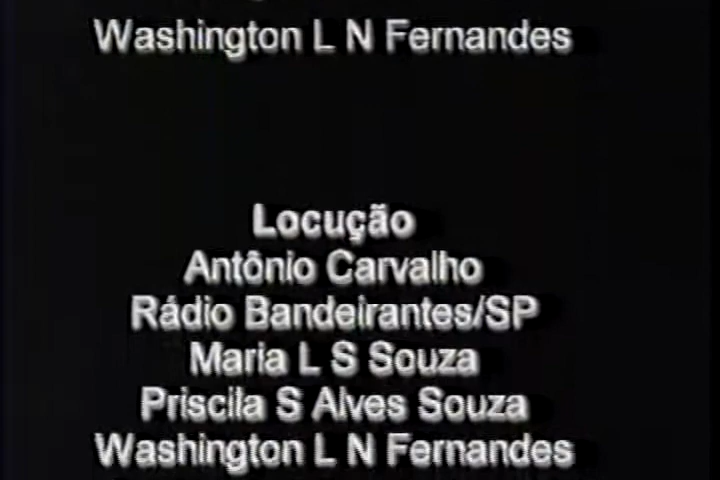 Washington L N Fernandes
Locução
Antônio Carvalho
Rádio Bandeirantes/SP
Maria L S Souza
Priscila S Alves Souza
Washington L N Fernandes